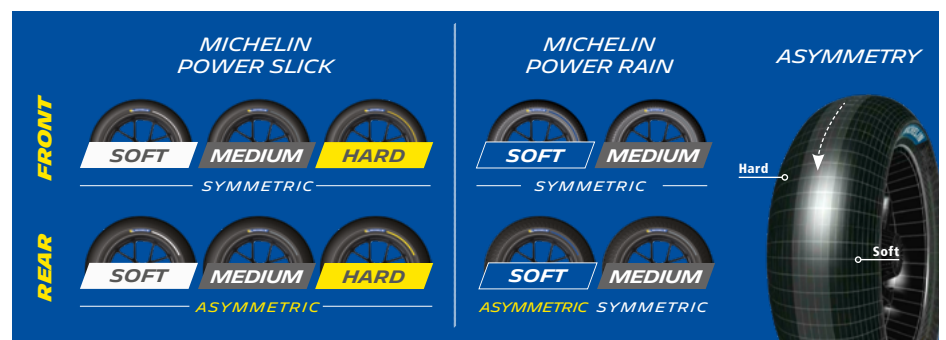 MICHELIN
POWER SLICK
MICHELIN
POWER RAIN
ASYMMETRY
FRONT
SOFT
MEDIUM
HARD
SYMMETRIC
SOFT
MEDIUM
SYMMETRIC
REAR
SOFT
MEDIUM
HARD
ASYMMETRIC
SOFT
MEDIUM
ASYMMETRIC
SYMMETRIC
Hard
Soft
MICHELIN